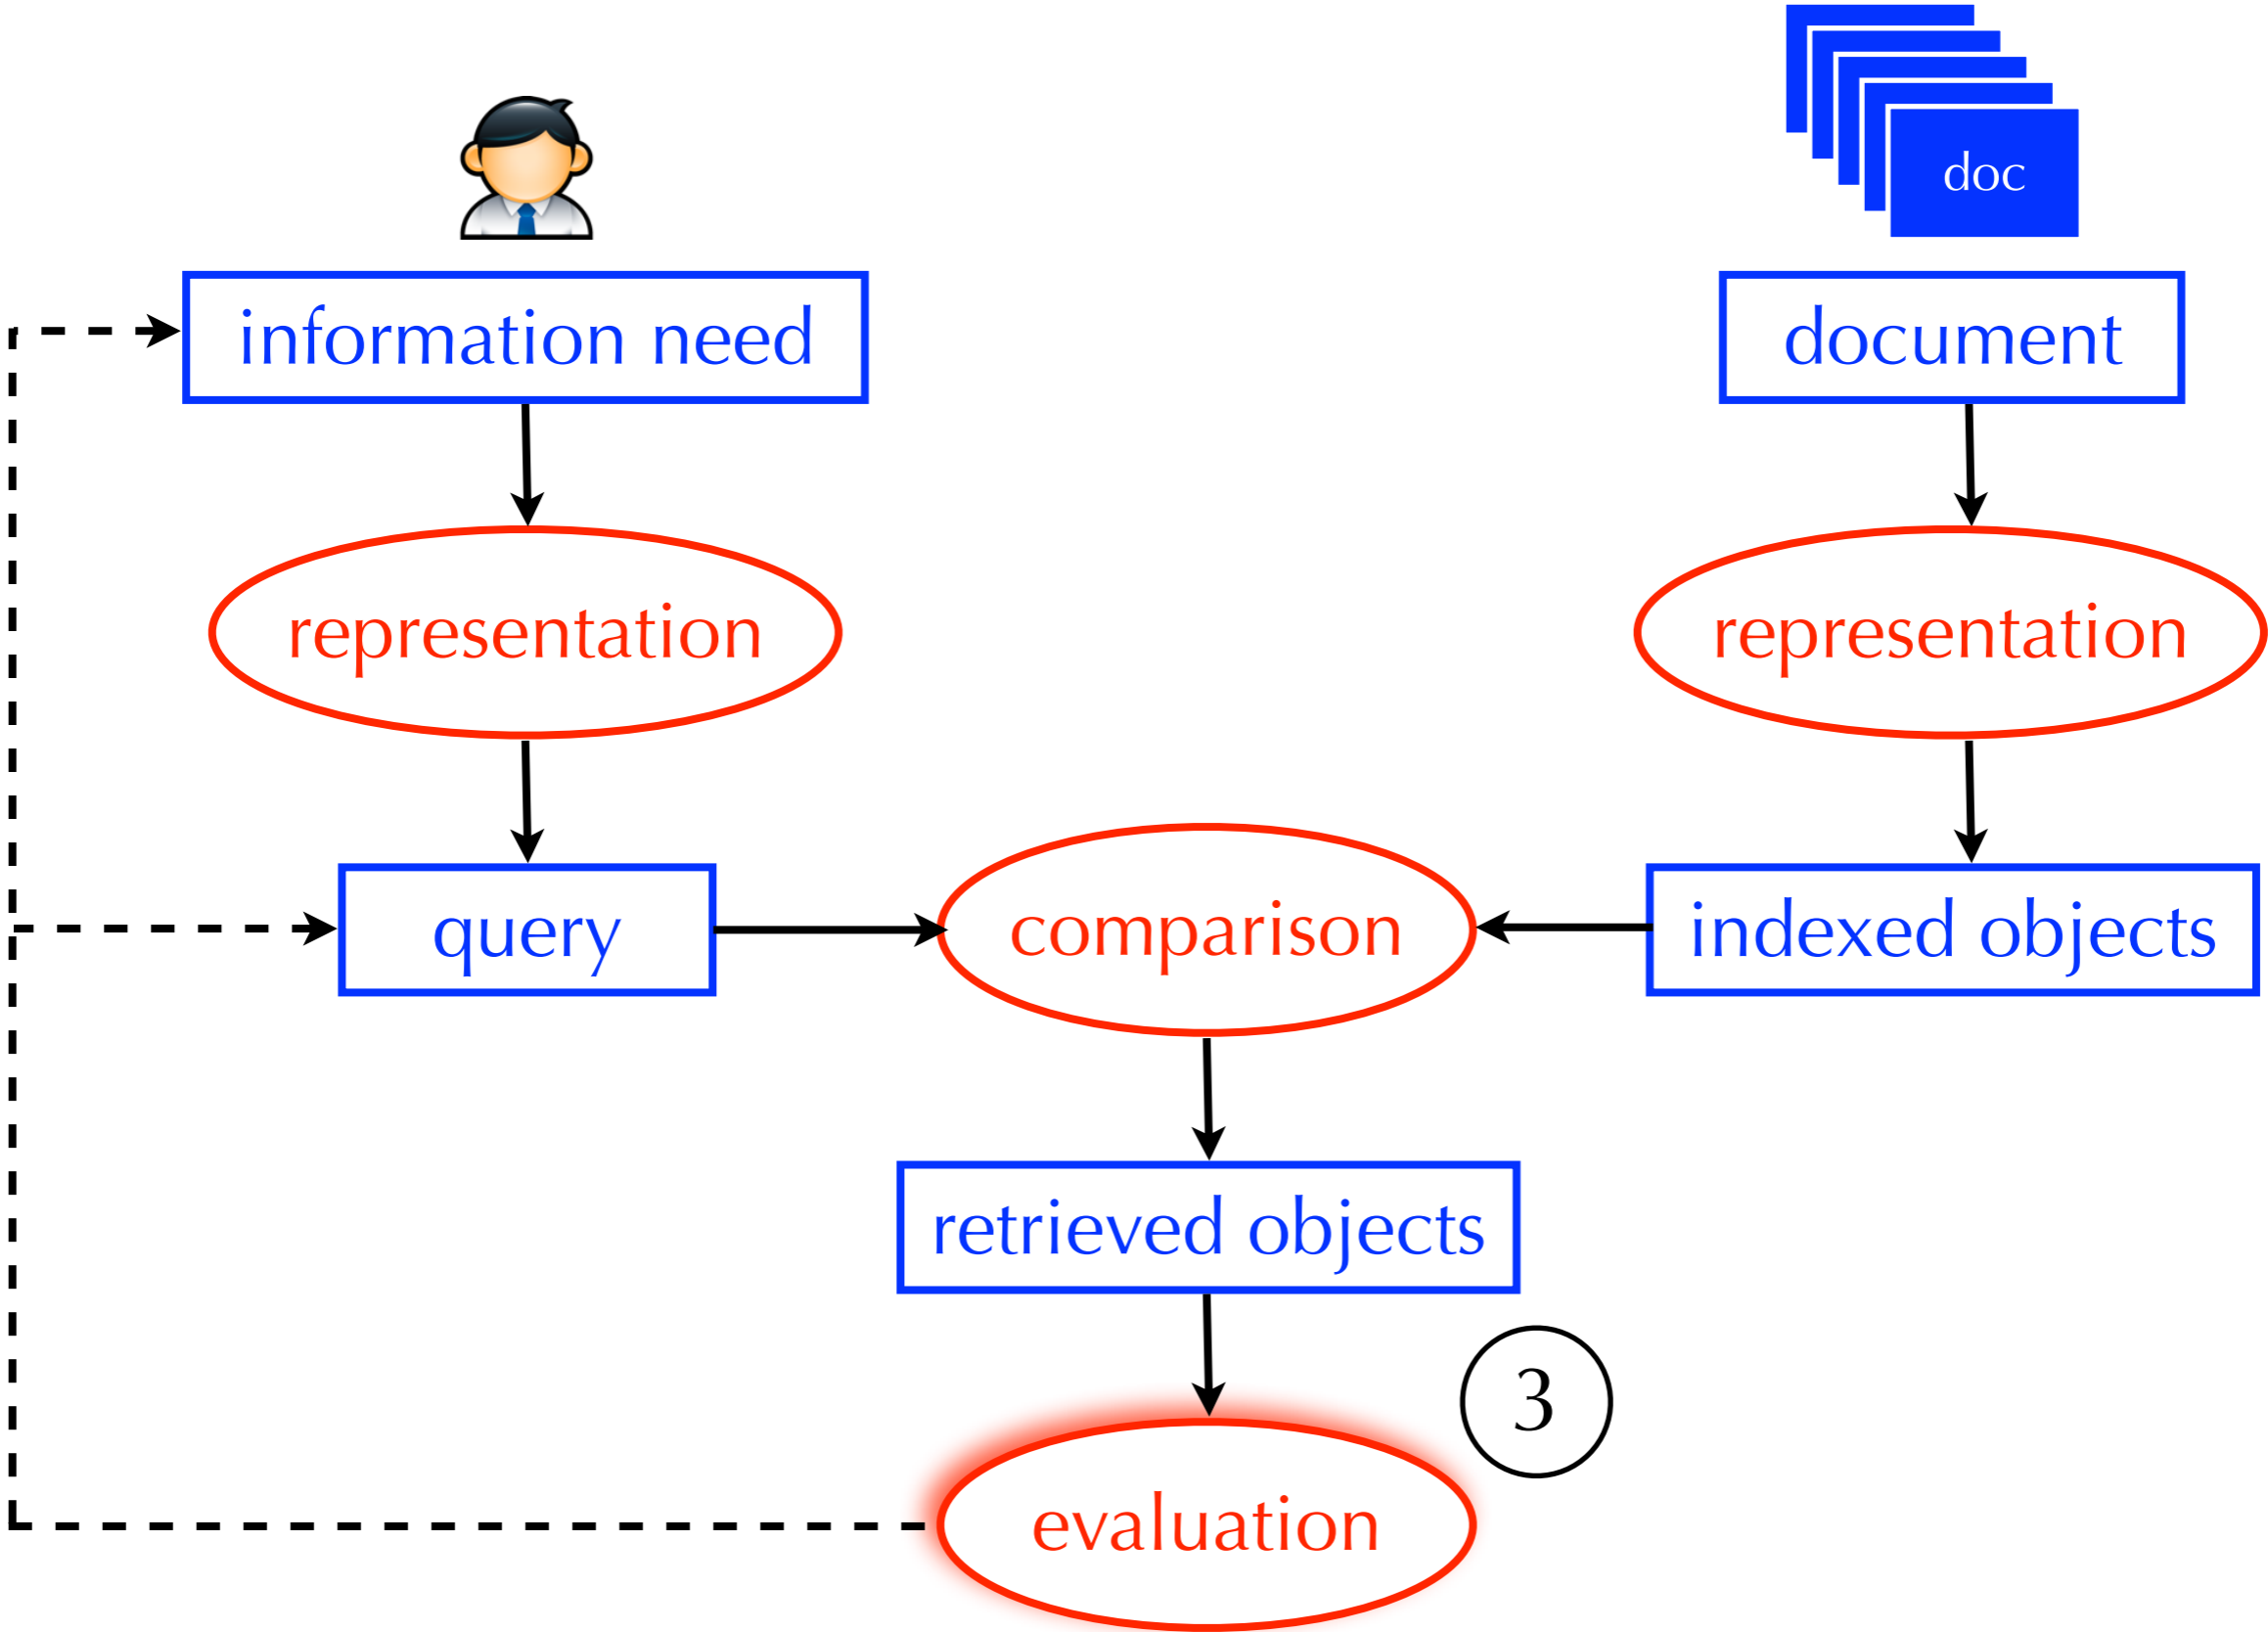 doc
information need
document
representation
representation
query
comparison
indexed objects
retrieved objects
3
evaluation